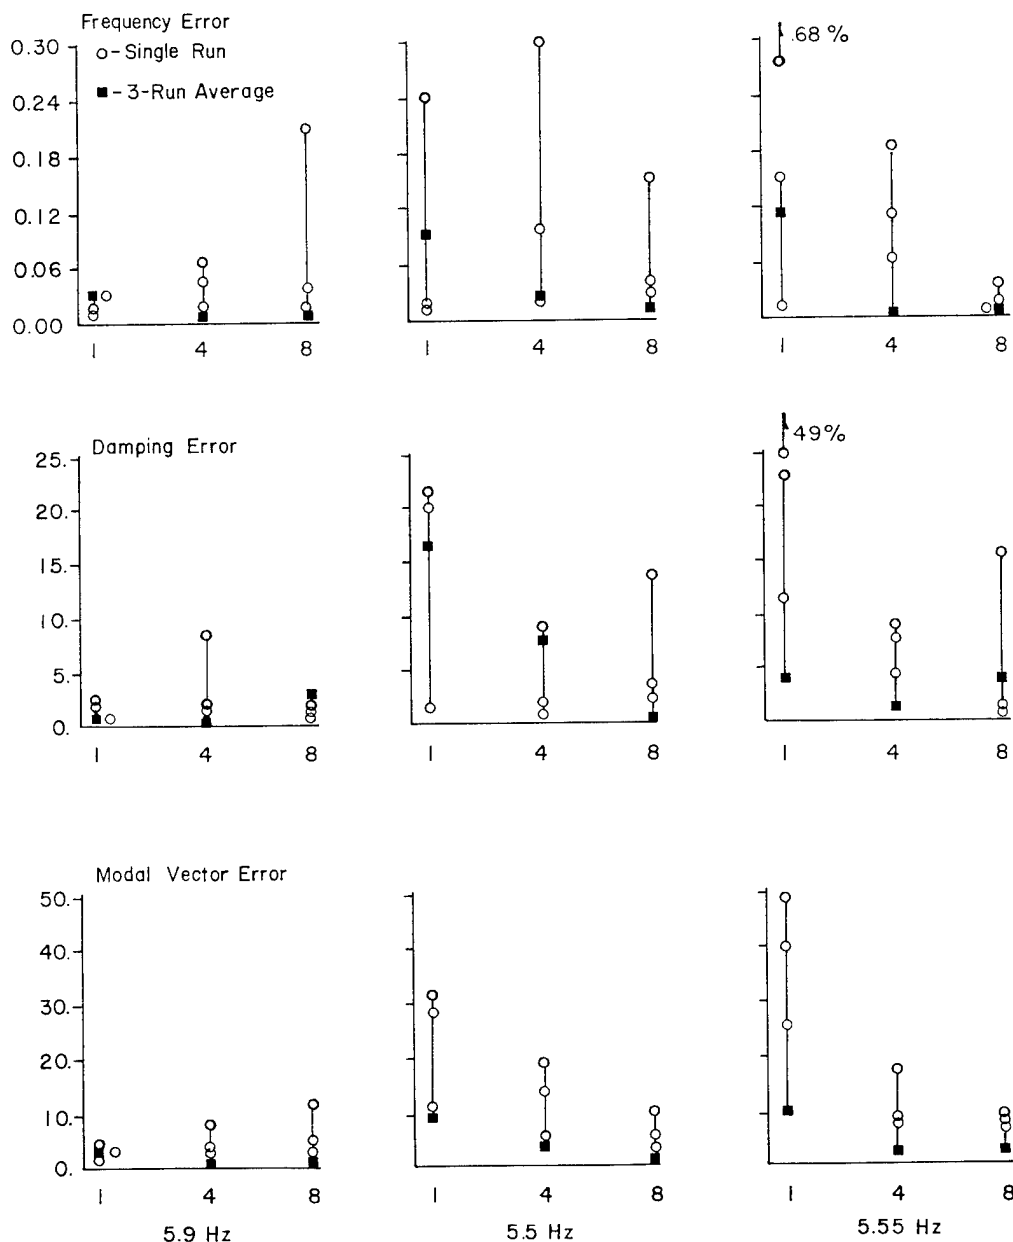 Frequency Error
○-Single Run
■-3-Run Average
0.30
0.24
0.18
0.12
0.06
0.00
1 4 8
1 4 8
.68%
1 4 8
Damping Error
25.
20.
15.
10.
5.
0.
1 4 8
1 4 8
49%
1 4 8
Modal Vector Error
50.
40.
30.
20.
10.
0.
1 4 8
5.9 Hz
1 4 8
5.5 Hz
1 4 8
5.55 Hz